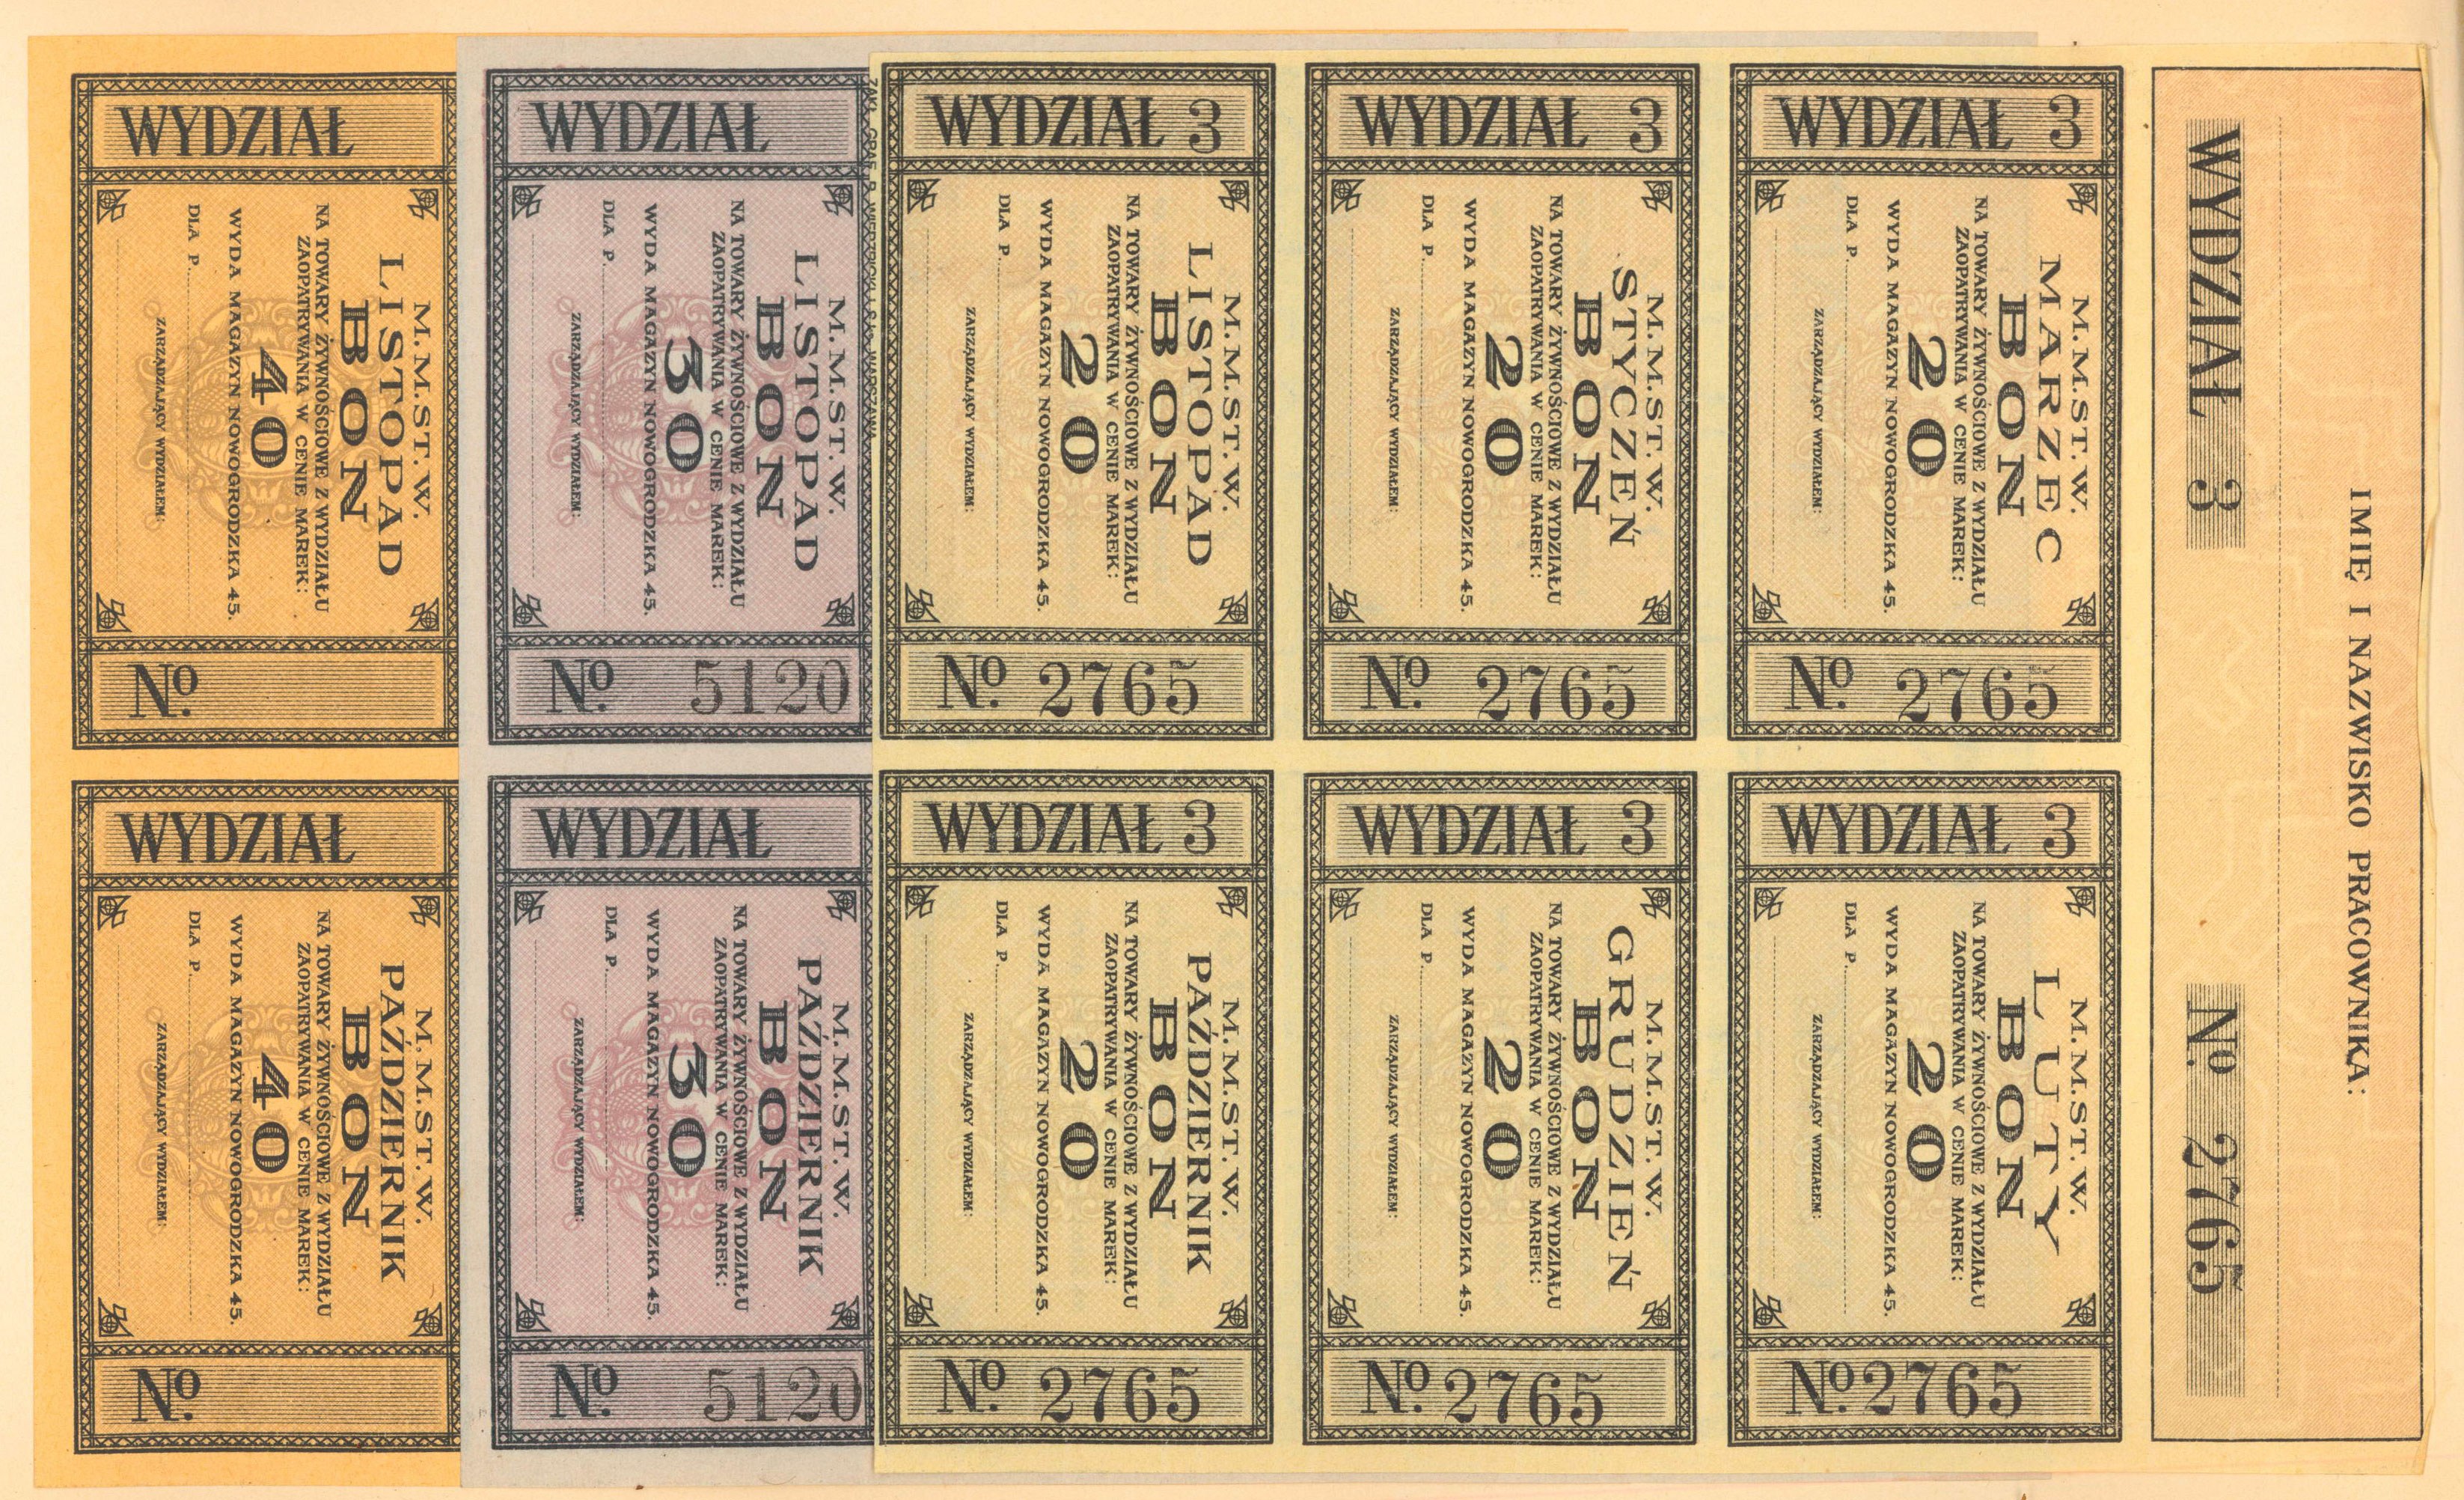 WYDZIAŁ
M.M.ST.W.
LISTOPAD
BON
NA TOWARY ŻYWNOŚCIOWE Z WYDZIAŁU
ZAOPATRYWANIA W CENIE MAREK:
40
WYDA MAGAZYN NOWOGRODZKA 45.
DLA P.
ZARZĄDZAJĄCY WYDZIAŁEM:
No.
WYDZIAŁ
M.M.ST.W.
LISTOPAD
BON
NA TOWARY ŻYWNOŚCIOWE Z WYDZIAŁU
ZAOPATRYWANIA W CENIE MAREK:
30
WYDA MAGAZYN NOWOGRODZKA 45.
DLA P.
ZARZĄDZAJĄCY WYDZIAŁEM:
No. 5120
WYDZIAŁ 3
M.M.ST.W.
LISTOPAD
BON
NA TOWARY ŻYWNOŚCIOWE Z WYDZIAŁU
ZAOPATRYWANIA W CENIE MAREK:
20
WYDA MAGAZYN NOWOGRODZKA 45.
DLA P.
ZARZĄDZAJĄCY WYDZIAŁEM:
No. 2765
WYDZIAŁ 3
M.M.ST.W.
STYCZEŃ
BON
NA TOWARY ŻYWNOŚCIOWE Z WYDZIAŁU
ZAOPATRYWANIA W CENIE MAREK:
20
WYDA MAGAZYN NOWOGRODZKA 45.
DLA P.
ZARZĄDZAJĄCY WYDZIAŁEM:
No. 2765
WYDZIAŁ 3
M.M.ST.W.
MARZEC
BON
NA TOWARY ŻYWNOŚCIOWE Z WYDZIAŁU
ZAOPATRYWANIA W CENIE MAREK:
20
WYDA MAGAZYN NOWOGRODZKA 45.
DLA P.
ZARZĄDZAJĄCY WYDZIAŁEM:
No. 2765
WYDZIAŁ
M.M.ST.W.
PAŹDZIERNIK
BON
NA TOWARY ŻYWNOŚCIOWE Z WYDZIAŁU
ZAOPATRYWANIA W CENIE MAREK:
40
WYDA MAGAZYN NOWOGRODZKA 45.
DLA P.
ZARZĄDZAJĄCY WYDZIAŁEM:
No.
WYDZIAŁ
M.M.ST.W.
PAŹDZIERNIK
BON
NA TOWARY ŻYWNOŚCIOWE Z WYDZIAŁU
ZAOPATRYWANIA W CENIE MAREK:
30
WYDA MAGAZYN NOWOGRODZKA 45.
DLA P.
ZARZĄDZAJĄCY WYDZIAŁEM:
No. 5120
WYDZIAŁ 3
M.M.ST.W.
PAŹDZIERNIK
BON
NA TOWARY ŻYWNOŚCIOWE Z WYDZIAŁU
ZAOPATRYWANIA W CENIE MAREK:
20
WYDA MAGAZYN NOWOGRODZKA 45.
DLA P.
ZARZĄDZAJĄCY WYDZIAŁEM:
No. 2765
WYDZIAŁ 3
M.M.ST.W.
GRUDZIEŃ
BON
NA TOWARY ŻYWNOŚCIOWE Z WYDZIAŁU
ZAOPATRYWANIA W CENIE MAREK:
20
WYDA MAGAZYN NOWOGRODZKA 45.
DLA P.
ZARZĄDZAJĄCY WYDZIAŁEM:
No. 2765
WYDZIAŁ 3
M.M.ST.W.
LUTY
BON
NA TOWARY ŻYWNOŚCIOWE Z WYDZIAŁU
ZAOPATRYWANIA W CENIE MAREK:
20
WYDA MAGAZYN NOWOGRODZKA 45.
DLA P.
ZARZĄDZAJĄCY WYDZIAŁEM:
No. 2765
IMIĘ I NAZWISKO PRACOWNIKA:
WYDZIAŁ 3 No. 2765